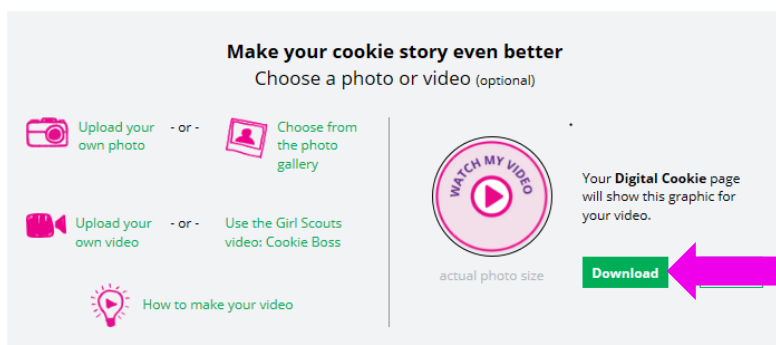 Make your cookie story even better
Choose a photo or video (optional)
Upload your
own photo
- or -
Choose from
the photo
gallery
Upload your
own video
- or -
Use the Girl Scouts
video: Cookie Boss
How to make your video
WATCH MY VIDEO
actual photo size
Your Digital Cookie page
will show this graphic for
your video.
Download